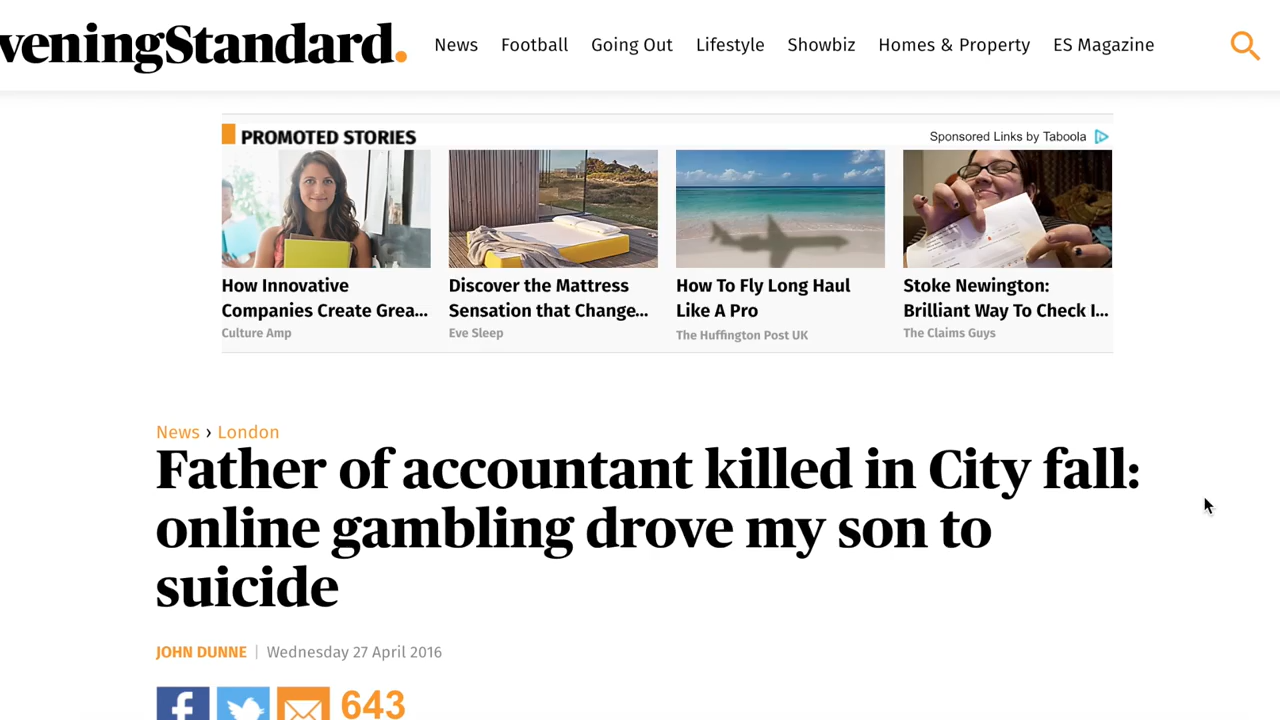 veningStandard.
News Football Going Out Lifestyle Showbiz Homes & Property ES Magazine
PROMOTED STORIES
Sponsored Links by Taboola
How Innovative
Companies Create Grea...
Culture Amp
Discover the Mattress
Sensation that Change...
Eve Sleep
How To Fly Long Haul
Like A Pro
The Huffington Post UK
Stoke Newington:
Brilliant Way To Check I...
The Claims Guys
News › London
Father of accountant killed in City fall:
online gambling drove my son to
suicide
JOHN DUNNE | Wednesday 27 April 2016
643